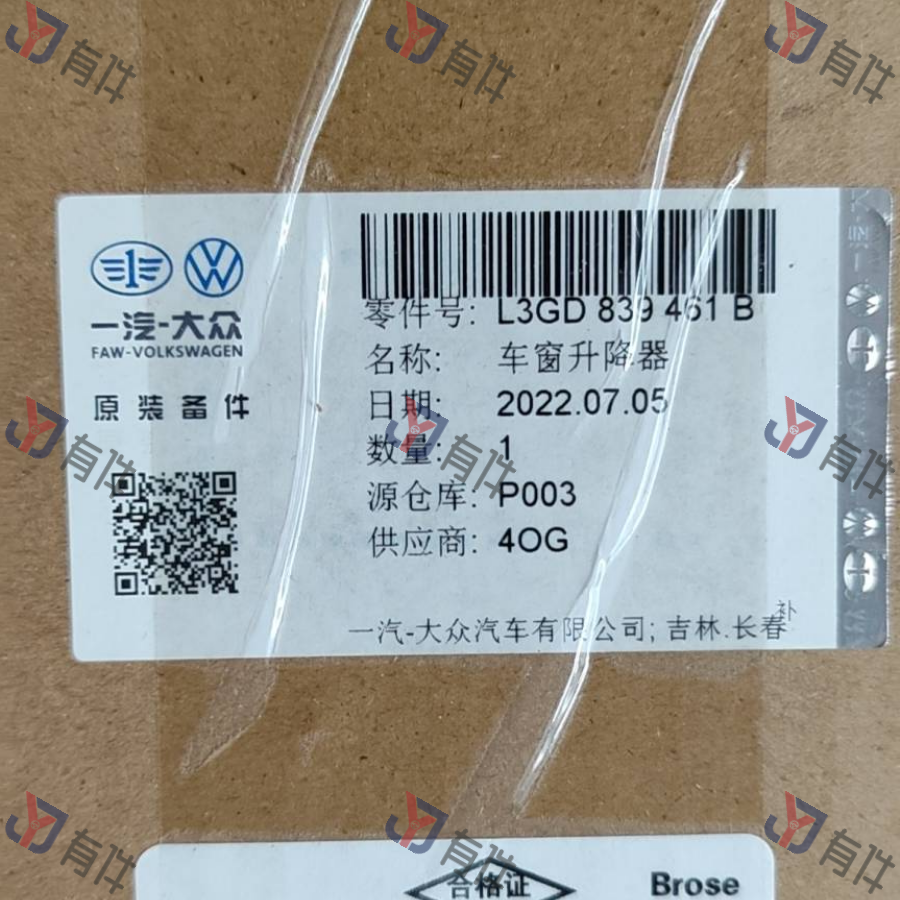 有件 有件 有件
一汽-大众
FAW-VOLKSWAGEN
原装备件
零件号: L3GD 839 461 B
名称: 车窗升降器
日期: 2022.07.05
数量: 1
源仓库: P003
供应商: 4OG
一汽-大众汽车有限公司; 吉林.长春
补
有件 有件 有件
合格证
Brose
有件 有件 有件